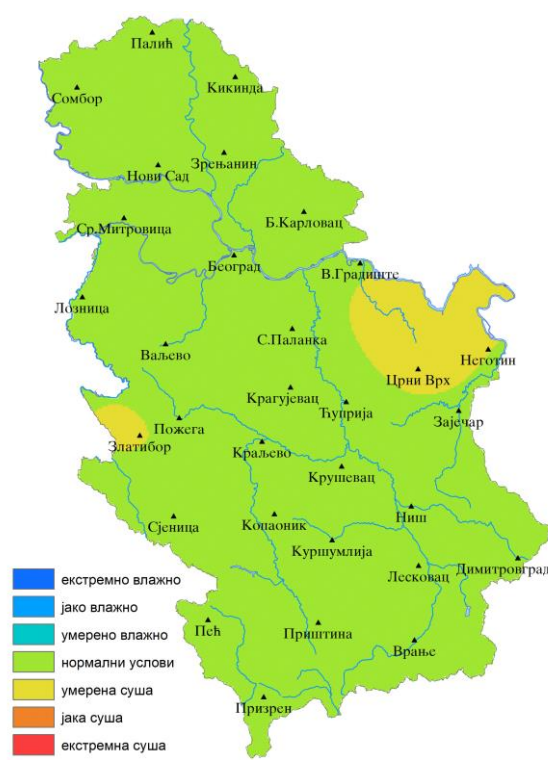 Палић
Кикинда
Сомбор
Зрењанин
Нови Сад
Б.Карловац
Ср.Митровица
Београд
В.Градиште
Лозница
С.Паланка
Ваљево
Неготин
Црни Врх
Крагујевац
Ћуприја
Зајечар
Пожега
Златибор
Краљево
Крушевац
Ниш
Сјеница
Копаоник
Куршумлија
Димитровград
Лесковац
Пећ
Приштина
Врање
Призрен
екстремно влажно
јако влажно
умерено влажно
нормални услови
умерена суша
јака суша
екстремна суша